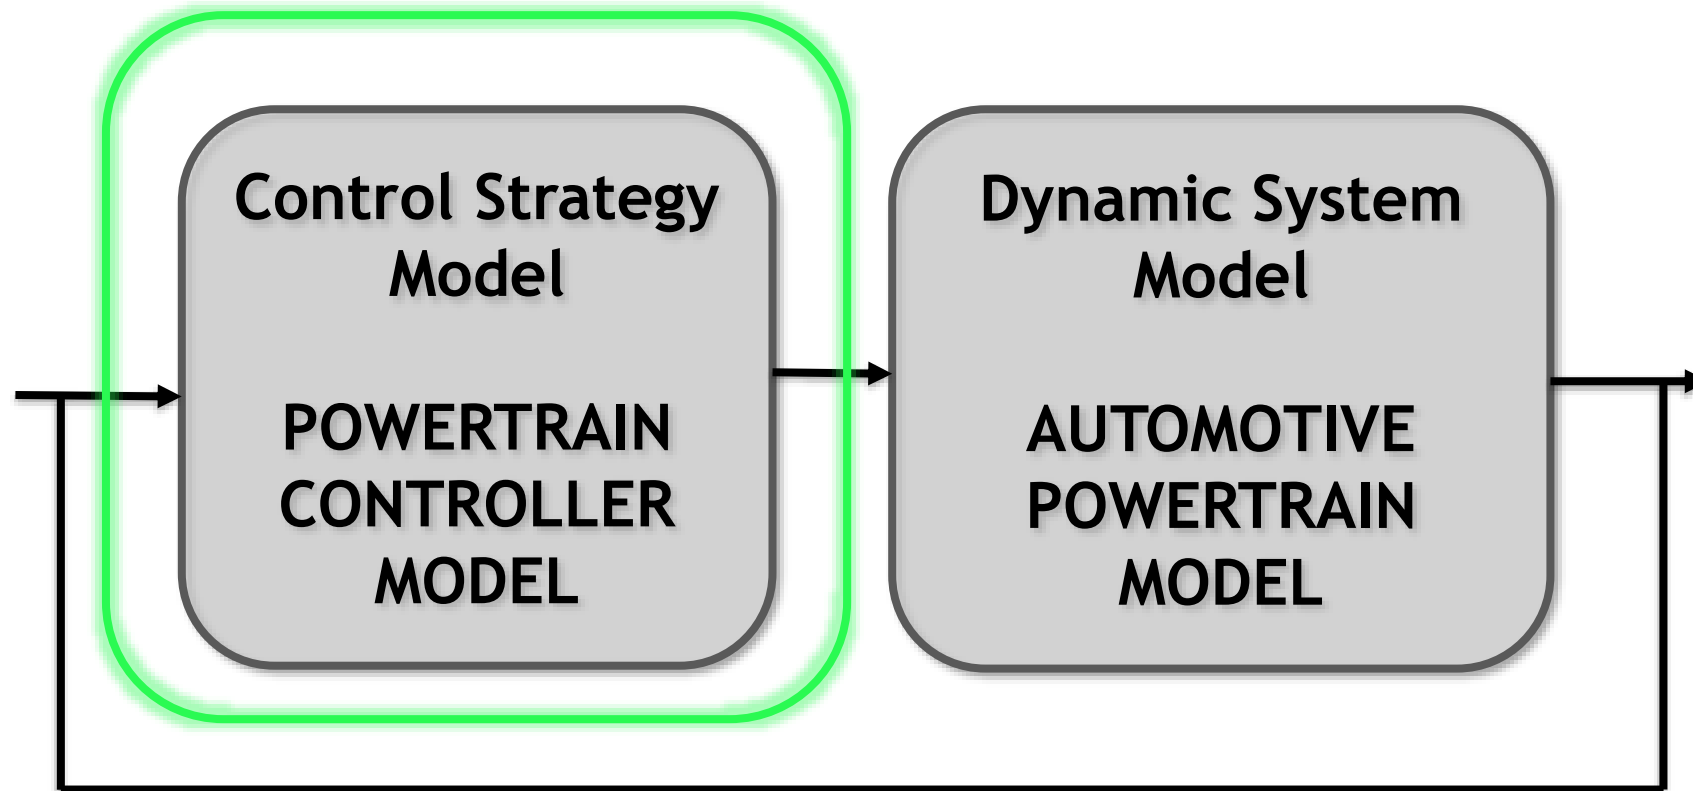 Control Strategy
Model
POWERTRAIN
CONTROLLER
MODEL
Dynamic System
Model
AUTOMOTIVE
POWERTRAIN
MODEL